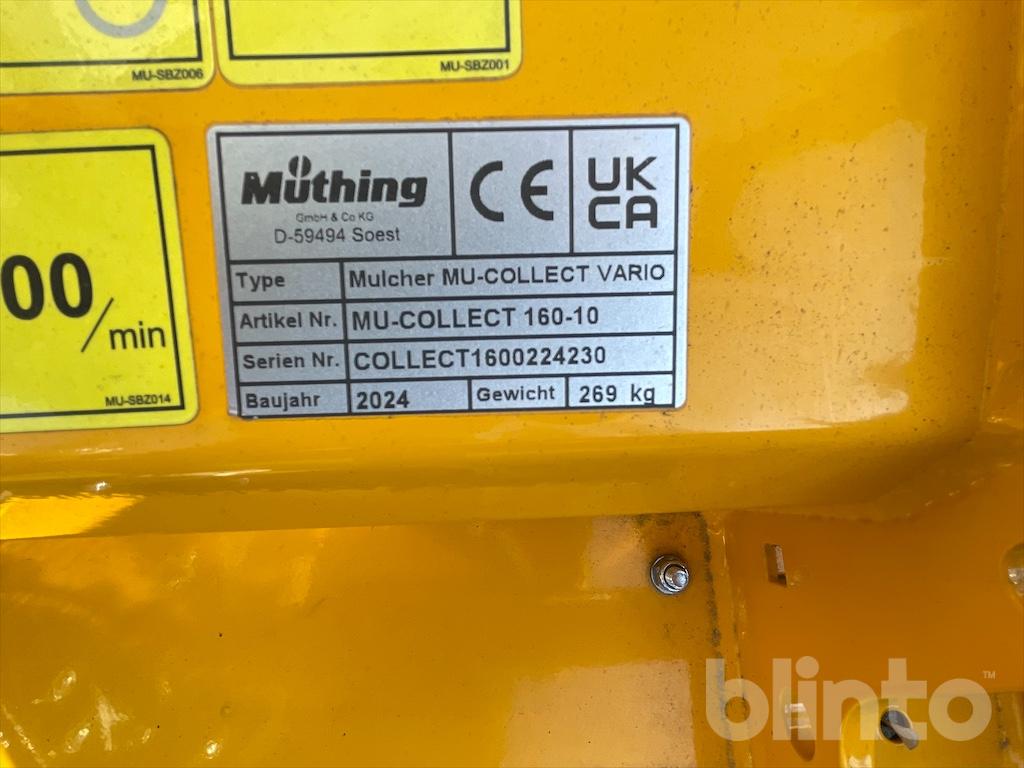 MU-SBZ006
MU-SBZ001
Müthing
GmbH & Co KG
D-59494 Soest
CE
UK
CA
Type Mulcher MU-COLLECT VARIO
Artikel Nr. MU-COLLECT 160-10
Serien Nr. COLLECT1600224230
Baujahr 2024 Gewicht 269 kg
00
/min
MU-SBZ014
blinto™